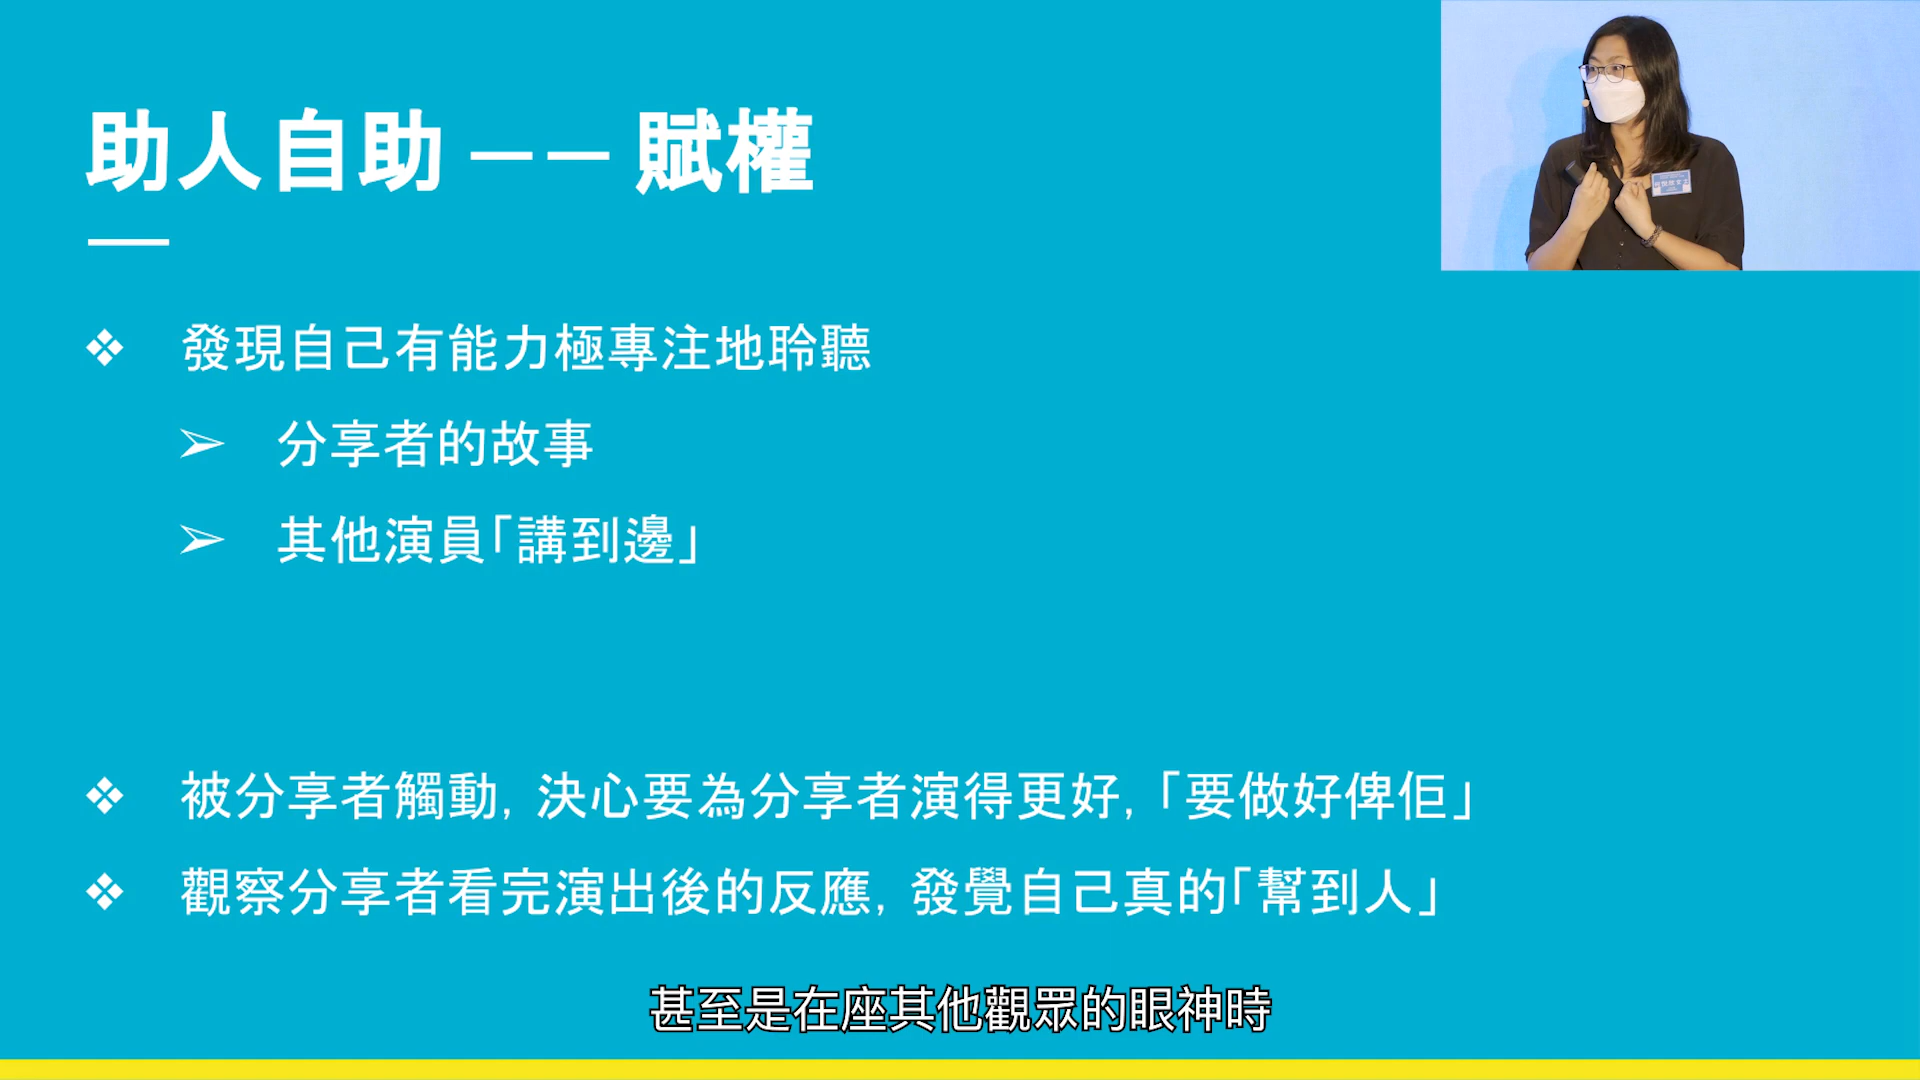 助人自助 —— 賦權
發現自己有能力極專注地聆聽
分享者的故事
其他演員「講到邊」
被分享者觸動, 決心要為分享者演得更好,「要做好俾佢」
觀察分享者看完演出後的反應, 發覺自己真的「幫到人」
甚至是在座其他觀眾的眼神時